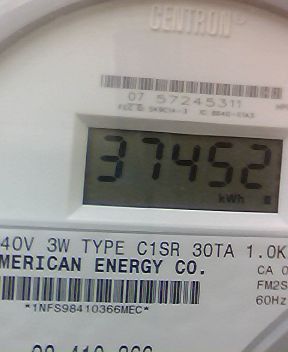 CENTRON®
07 57245311
37452
kWh
40V 3W TYPE C1SR 30TA 1.0K
MERICAN ENERGY CO.
CA 0
FM2S
60Hz
*1NFS98410366MEC*